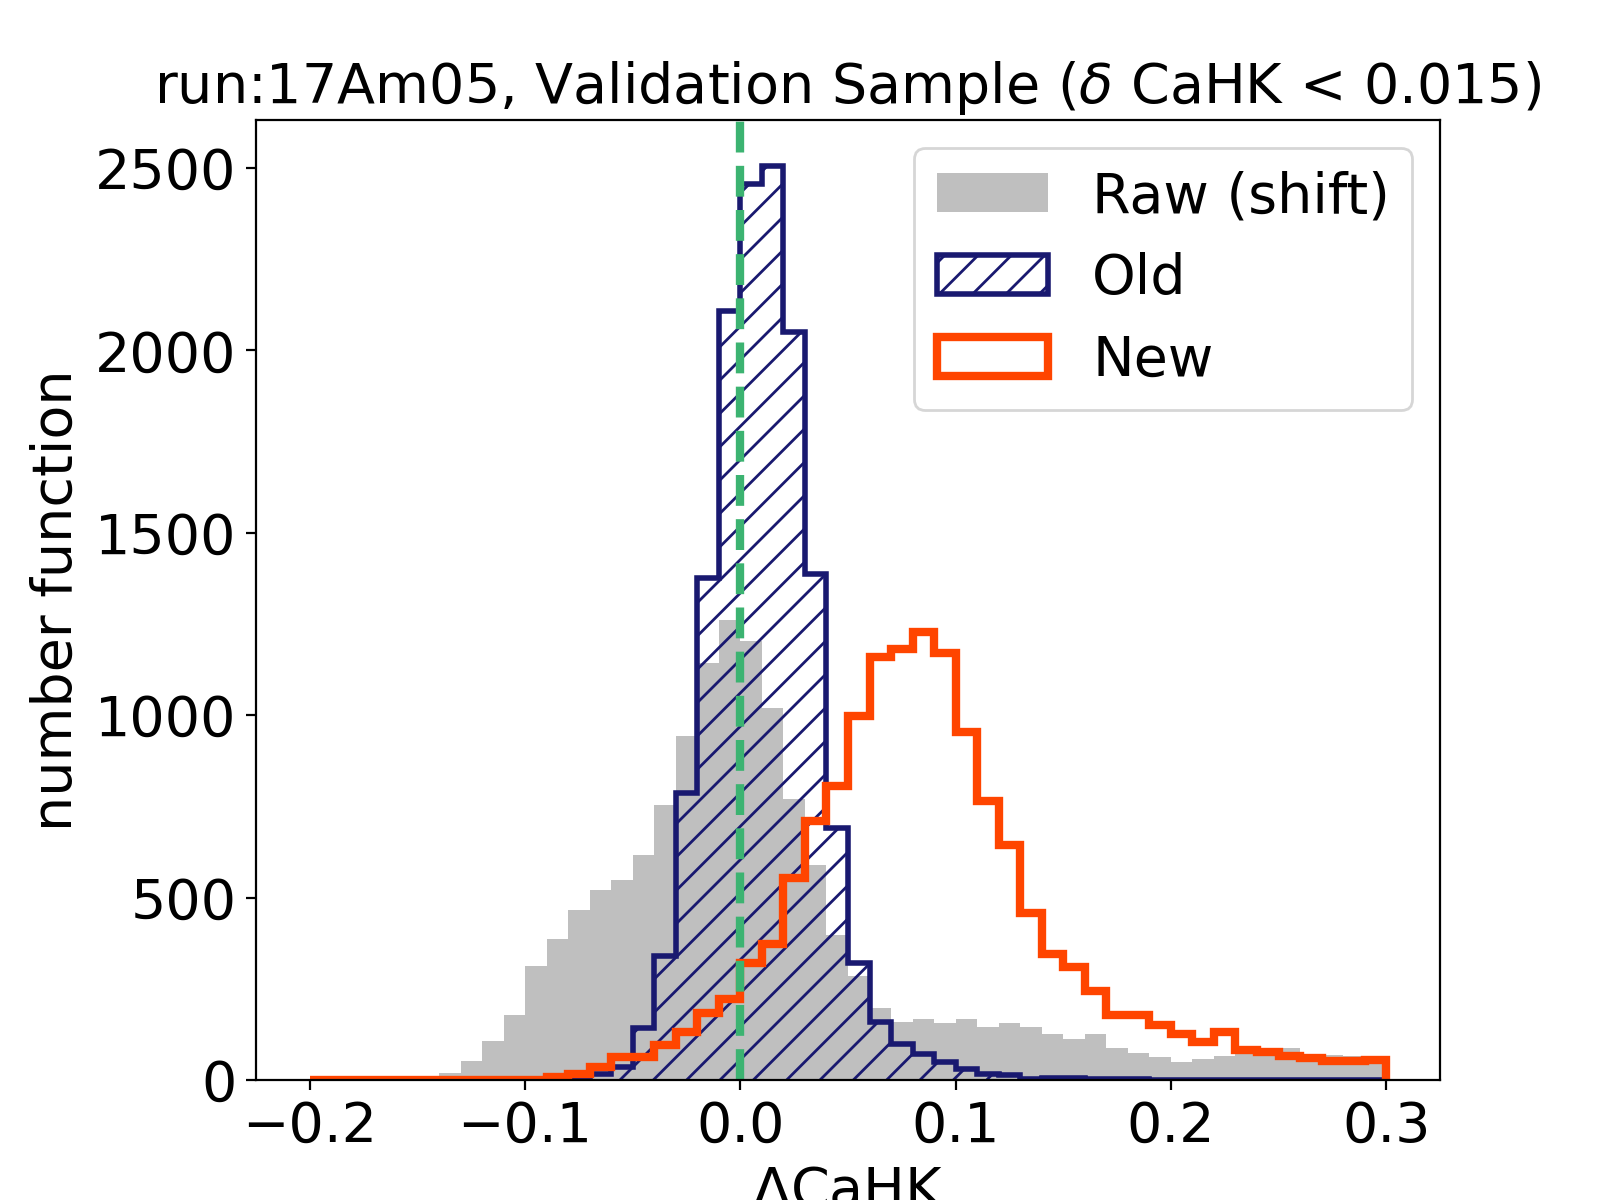 run:17Am05, Validation Sample (δ CaHK < 0.015)
number function
2500
2000
1500
1000
500
0
Raw (shift)
Old
New
−0.2
−0.1
0.0
0.1
0.2
0.3
ΔCaHK